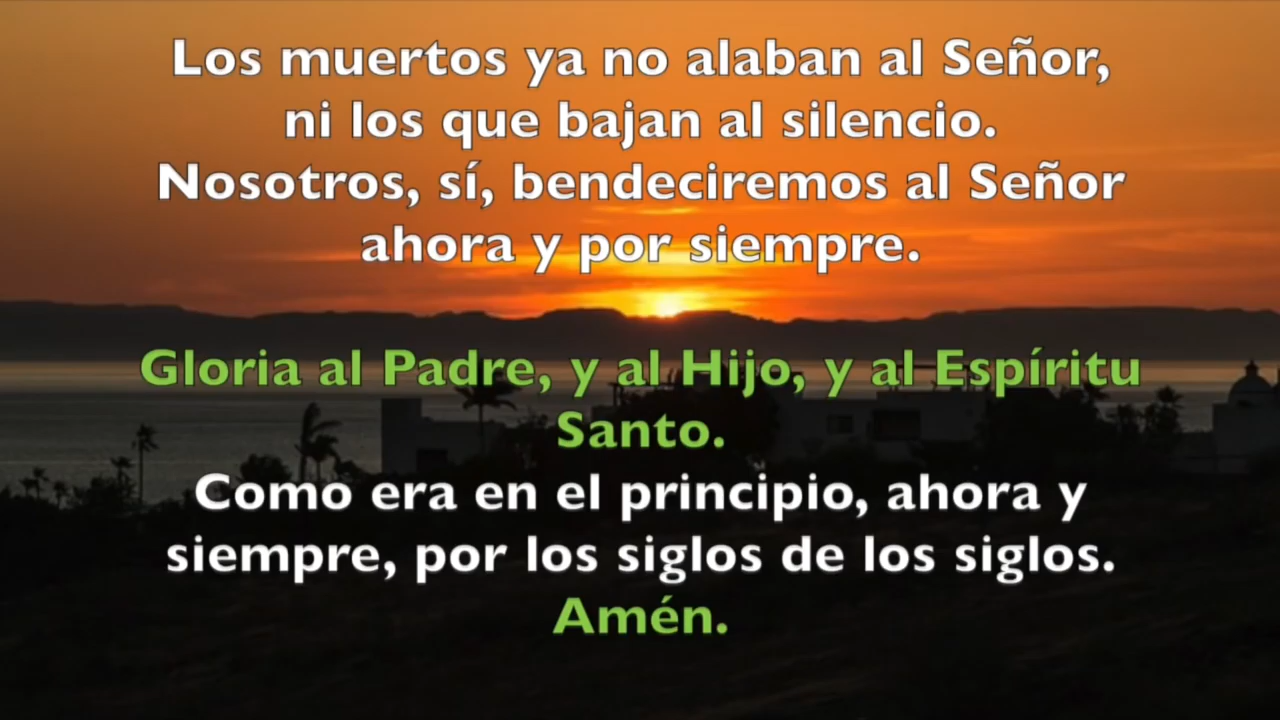 Los muertos ya no alaban al Señor,
ni los que bajan al silencio.
Nosotros, sí, bendeciremos al Señor
ahora y por siempre.
Gloria al Padre, y al Hijo, y al Espíritu
Santo.
Como era en el principio, ahora y
siempre, por los siglos de los siglos.
Amén.